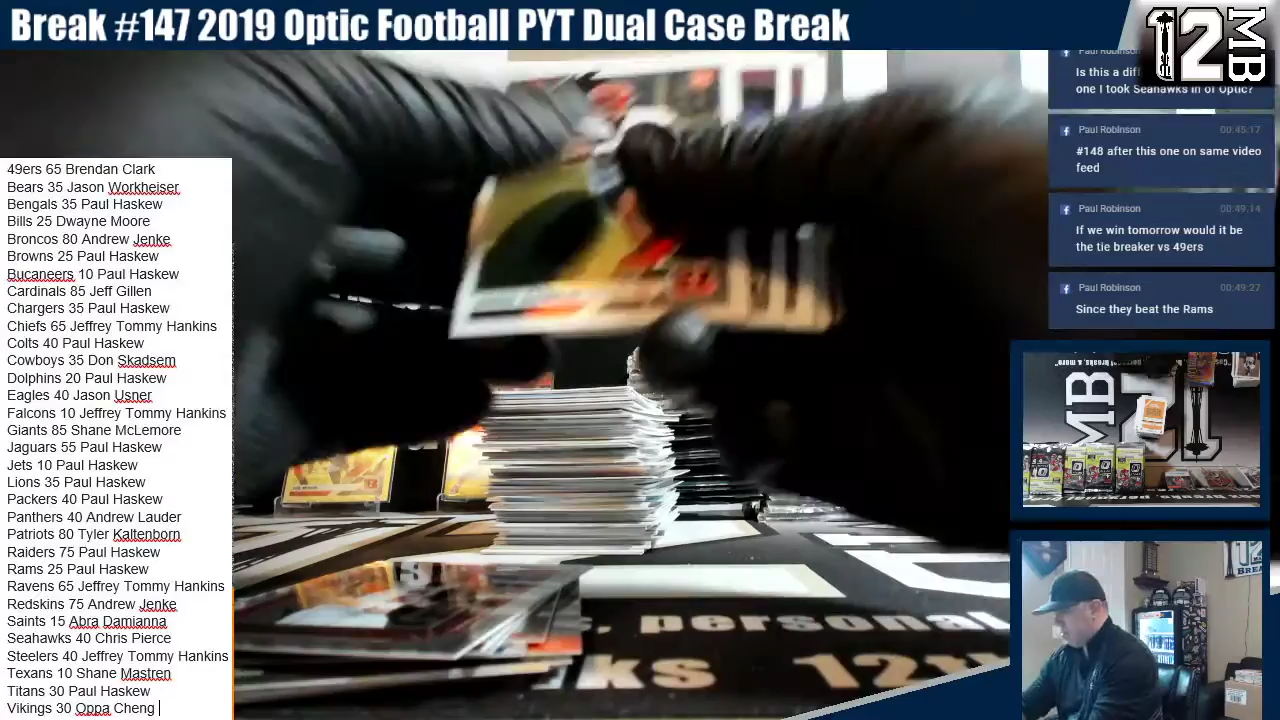 Break #147 2019 Optic Football PYT Dual Case Break
12
MB
49ers 65 Brendan Clark
Bears 35 Jason Workheiser
Bengals 35 Paul Haskew
Bills 25 Dwayne Moore
Broncos 80 Andrew Jenke
Browns 25 Paul Haskew
Bucaneers 10 Paul Haskew
Cardinals 85 Jeff Gillen
Chargers 35 Paul Haskew
Chiefs 65 Jeffrey Tommy Hankins
Colts 40 Paul Haskew
Cowboys 35 Don Skadsem
Dolphins 20 Paul Haskew
Eagles 40 Jason Usner
Falcons 10 Jeffrey Tommy Hankins
Giants 85 Shane McLemore
Jaguars 55 Paul Haskew
Jets 10 Paul Haskew
Lions 35 Paul Haskew
Packers 40 Paul Haskew
Panthers 40 Andrew Lauder
Patriots 80 Tyler Kaltenborn
Raiders 75 Paul Haskew
Rams 25 Paul Haskew
Ravens 65 Jeffrey Tommy Hankins
Redskins 75 Andrew Jenke
Saints 15 Abra Damianna
Seahawks 40 Chris Pierce
Steelers 40 Jeffrey Tommy Hankins
Texans 10 Shane Mastren
Titans 30 Paul Haskew
Vikings 30 Oppa Cheng
Paul Robinson
Is this a
one I took Seahawks in of Optic?
Paul Robinson 00:45:17
#148 after this one on same video
feed
Paul Robinson 00:49:14
If we win tomorrow would it be
the tie breaker vs 49ers
Paul Robinson 00:49:27
Since they beat the Rams
MB
12
, personal
ks 12th
12